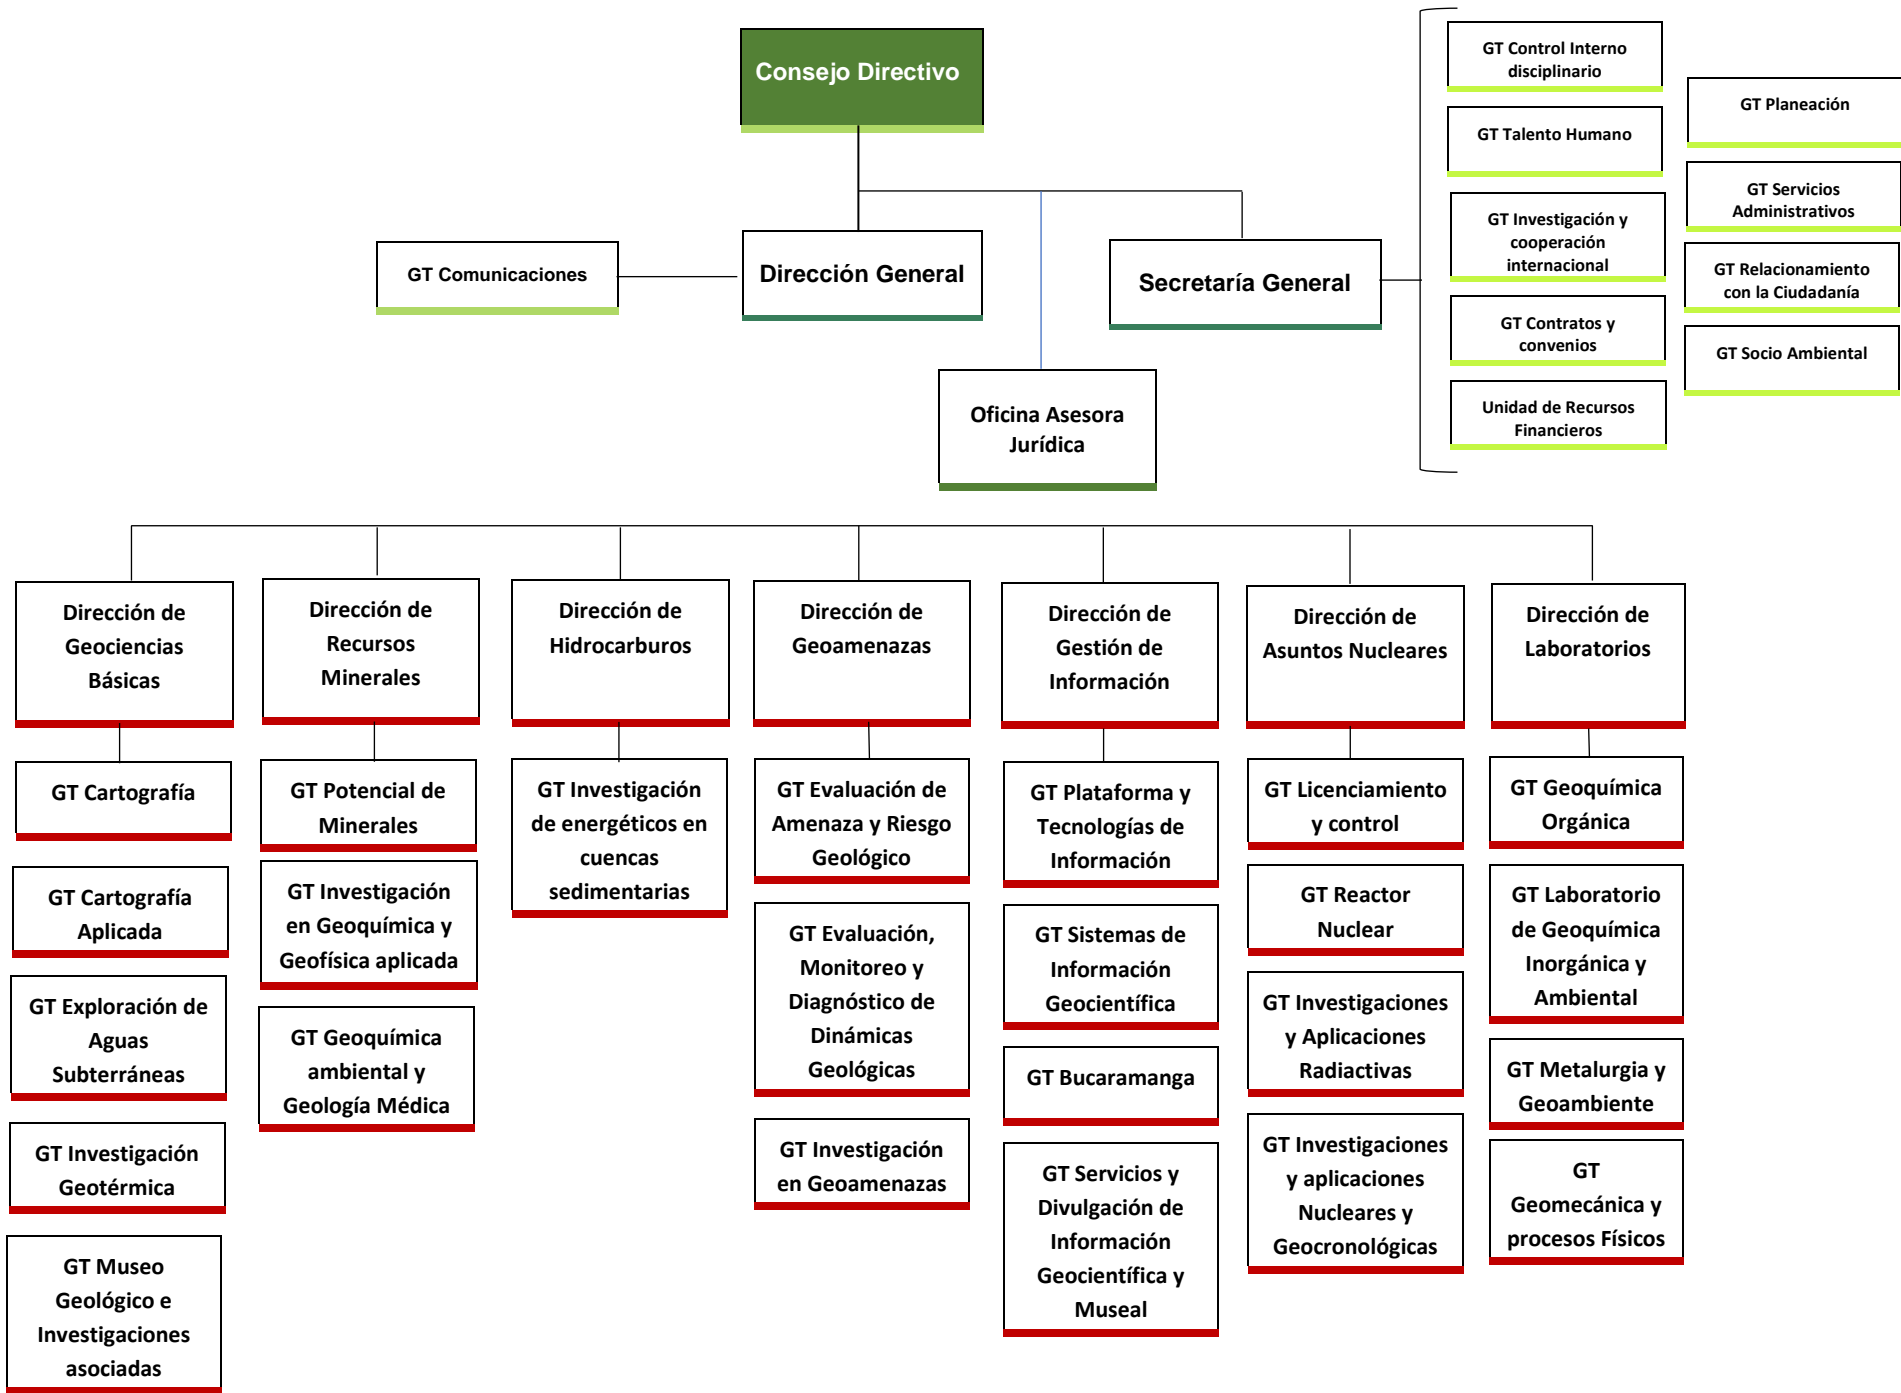 Consejo Directivo
GT Comunicaciones
Dirección General
Secretaría General
Oficina Asesora
Jurídica
GT Control Interno
disciplinario
GT Talento Humano
GT Investigación y
cooperación
internacional
GT Contratos y
convenios
Unidad de Recursos
Financieros
GT Planeación
GT Servicios
Administrativos
GT Relacionamiento
con la Ciudadanía
GT Socio Ambiental
Dirección de
Geociencias
Básicas
GT Cartografía
GT Cartografía
Aplicada
GT Exploración de
Aguas
Subterráneas
GT Investigación
Geotérmica
GT Museo
Geológico e
Investigaciones
asociadas
Dirección de
Recursos
Minerales
GT Potencial de
Minerales
GT Investigación
en Geoquímica y
Geofísica aplicada
GT Geoquímica
ambiental y
Geología Médica
Dirección de
Hidrocarburos
GT Investigación
de energéticos en
cuencas
sedimentarias
Dirección de
Geoamenazas
GT Evaluación de
Amenaza y Riesgo
Geológico
GT Evaluación,
Monitoreo y
Diagnóstico de
Dinámicas
Geológicas
GT Investigación
en Geoamenazas
Dirección de
Gestión de
Información
GT Plataforma y
Tecnologías de
Información
GT Sistemas de
Información
Geocientífica
GT Bucaramanga
GT Servicios y
Divulgación de
Información
Geocientífica y
Museal
Dirección de
Asuntos Nucleares
GT Licenciamiento
y control
GT Reactor
Nuclear
GT Investigaciones
y Aplicaciones
Radiactivas
GT Investigaciones
y aplicaciones
Nucleares y
Geocronológicas
Dirección de
Laboratorios
GT Geoquímica
Orgánica
GT Laboratorio
de Geoquímica
Inorgánica y
Ambiental
GT Metalurgia y
Geoambiente
GT
Geomecánica y
procesos Físicos